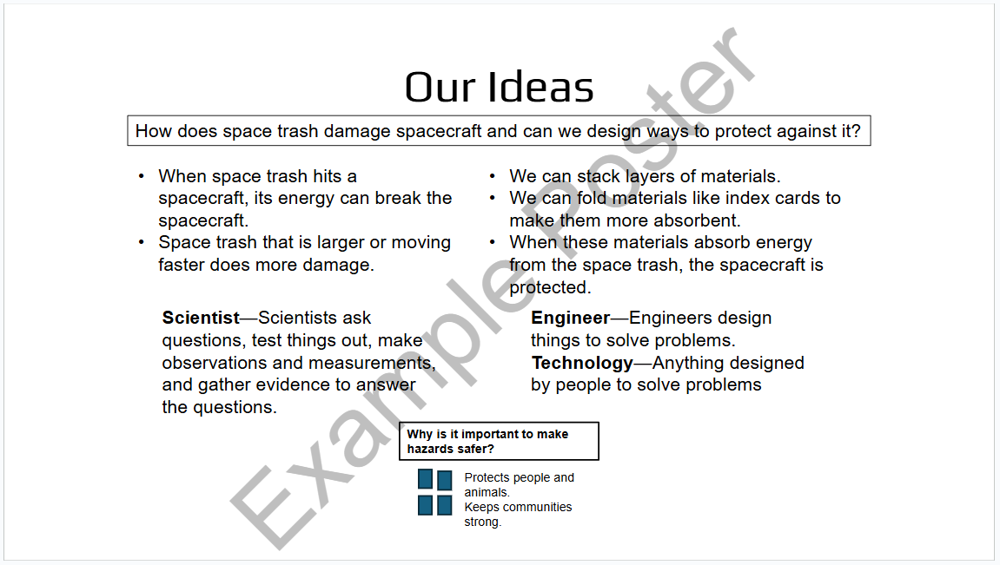 Our Ideas
How does space trash damage spacecraft and can we design ways to protect against it?
• When space trash hits a
spacecraft, its energy can break the
spacecraft.
• Space trash that is larger or moving
faster does more damage.
• We can stack layers of materials.
• We can fold materials like index cards to
make them more absorbent.
• When these materials absorb energy
from the space trash, the spacecraft is
protected.
Scientist—Scientists ask
questions, test things out, make
observations and measurements,
and gather evidence to answer
the questions.
Engineer—Engineers design
things to solve problems.
Technology—Anything designed
by people to solve problems
Why is it important to make
hazards safer?
Protects people and
animals.
Keeps communities
strong.
Example Poster